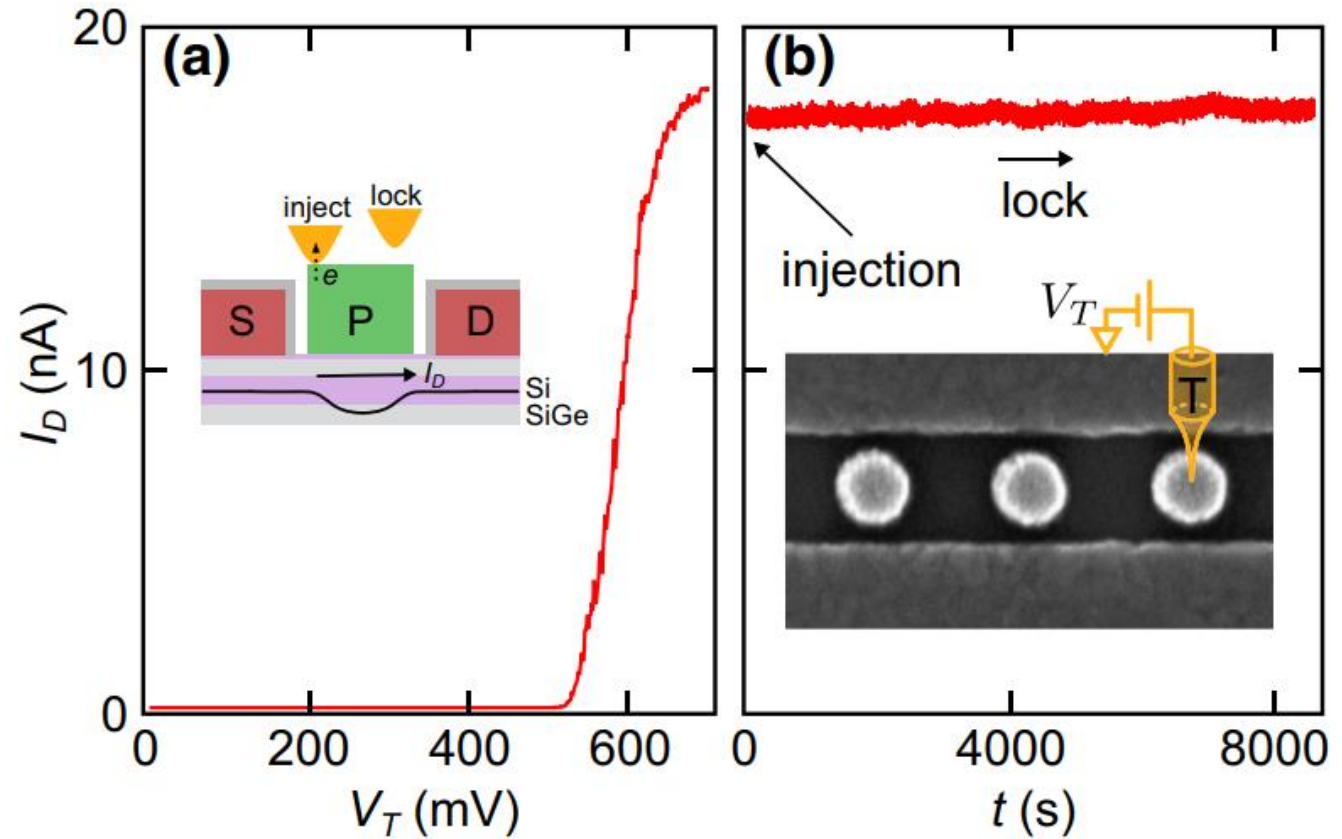 (a)
20
10
0
I_D (nA)
0 200 400 600
V_T (mV)
inject lock
e
S P D
I_D
Si
SiGe
(b)
injection
lock
V_T
T
0 4000 8000
t (s)